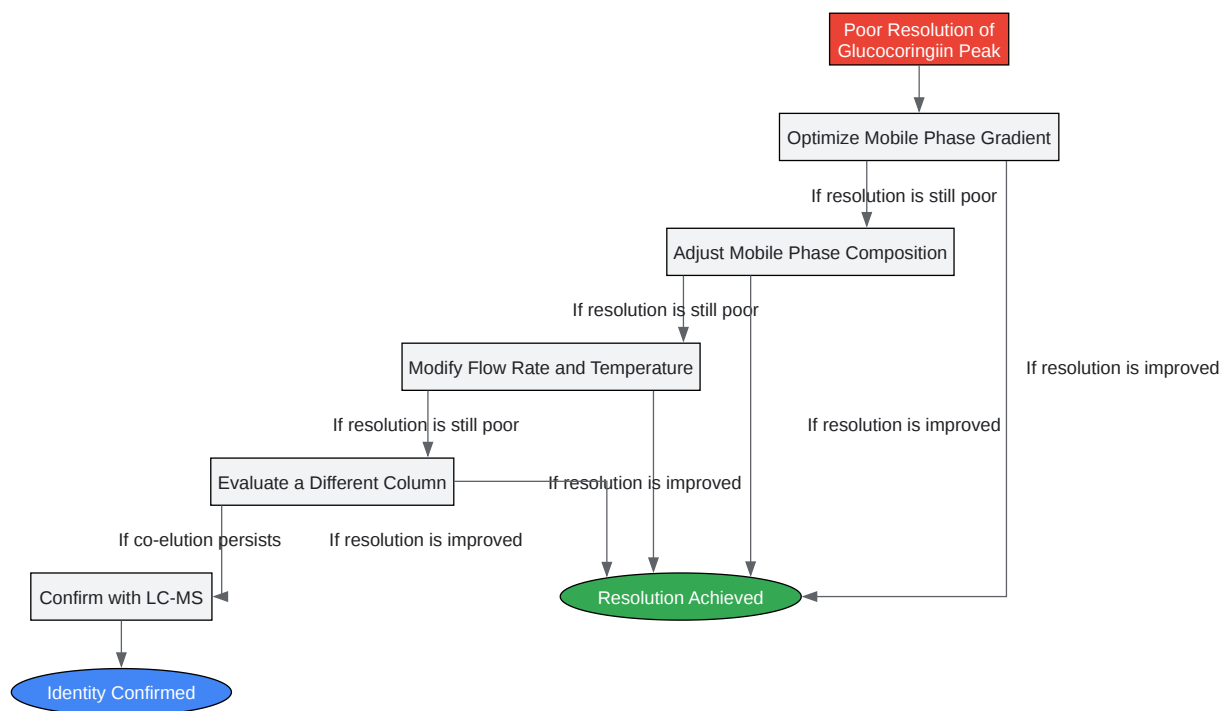 Poor Resolution of
Glucocoringiin Peak
Optimize Mobile Phase Gradient
If resolution is still poor
Adjust Mobile Phase Composition
If resolution is still poor
Modify Flow Rate and Temperature
If resolution is improved
If resolution is still poor
If resolution is improved
Evaluate a Different Column
If resolution is improved
If co-elution persists
If resolution is improved
Confirm with LC-MS
Resolution Achieved
Identity Confirmed